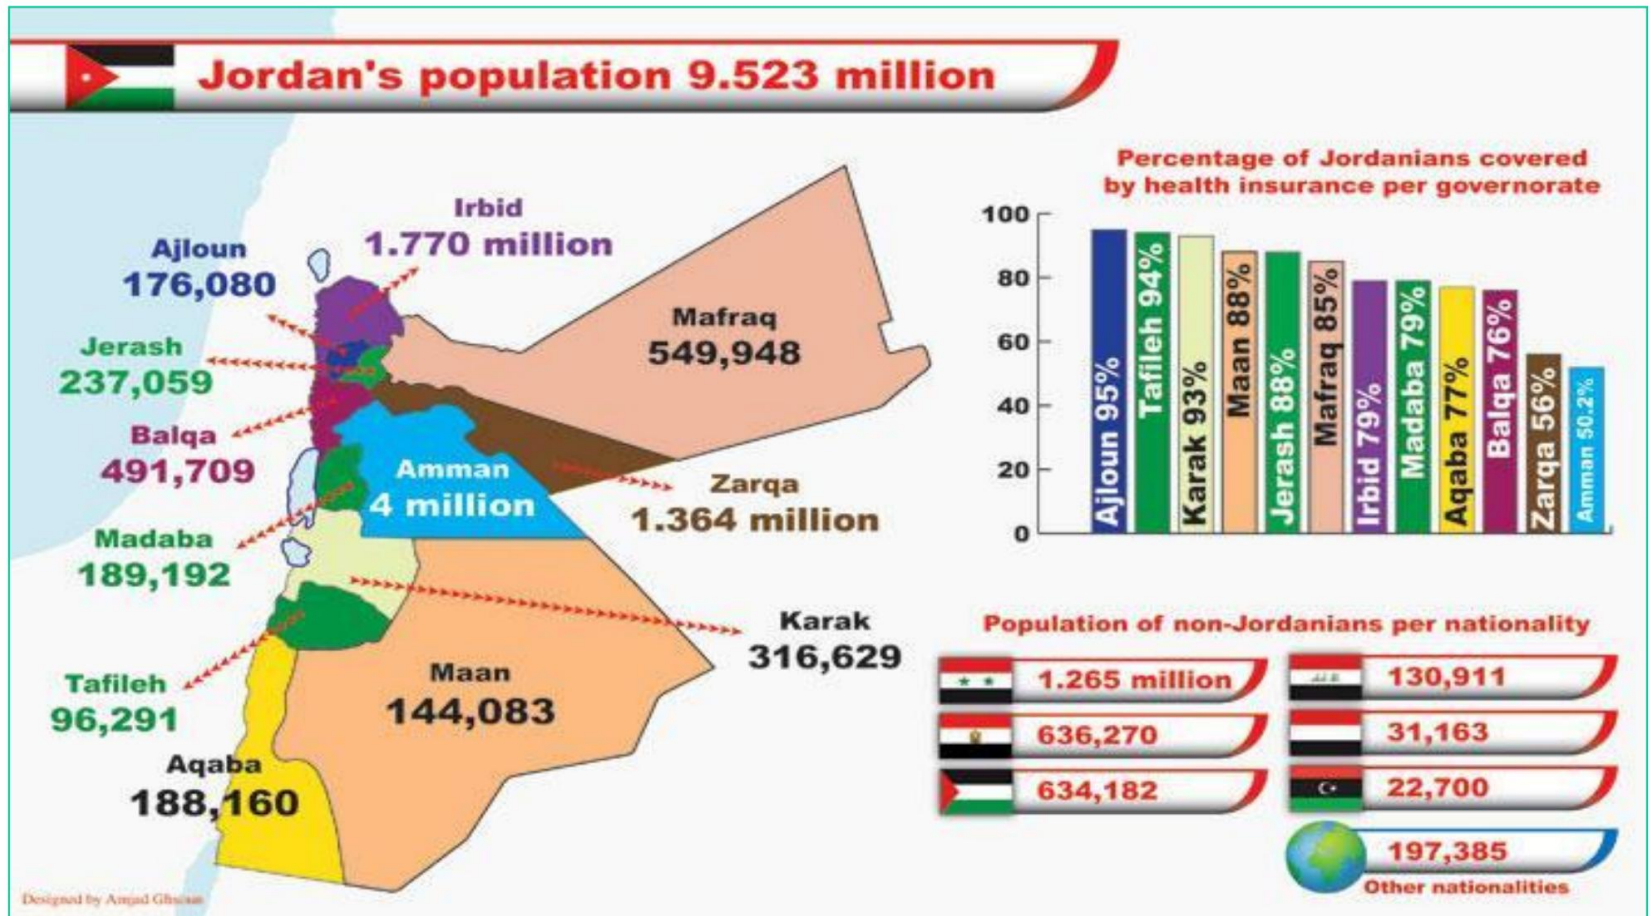 Jordan's population 9.523 million
Irbid
1.770 million
Ajloun
176,080
Jerash
237,059
Balqa
491,709
Madaba
189,192
Tafileh
96,291
Aqaba
188,160
Mafraq
549,948
Amman
4 million
Zarqa
1.364 million
Karak
316,629
Maan
144,083
Percentage of Jordanians covered
by health insurance per governorate
100
80
60
40
20
0
Ajloun 95%
Tafileh 94%
Karak 93%
Maan 88%
Jerash 88%
Mafraq 85%
Irbid 79%
Madaba 79%
Aqaba 77%
Balqa 76%
Zarqa 56%
Amman 50.2%
Population of non-Jordanians per nationality
1.265 million
636,270
634,182
130,911
31,163
22,700
197,385
Other nationalities
Designed by Amjad